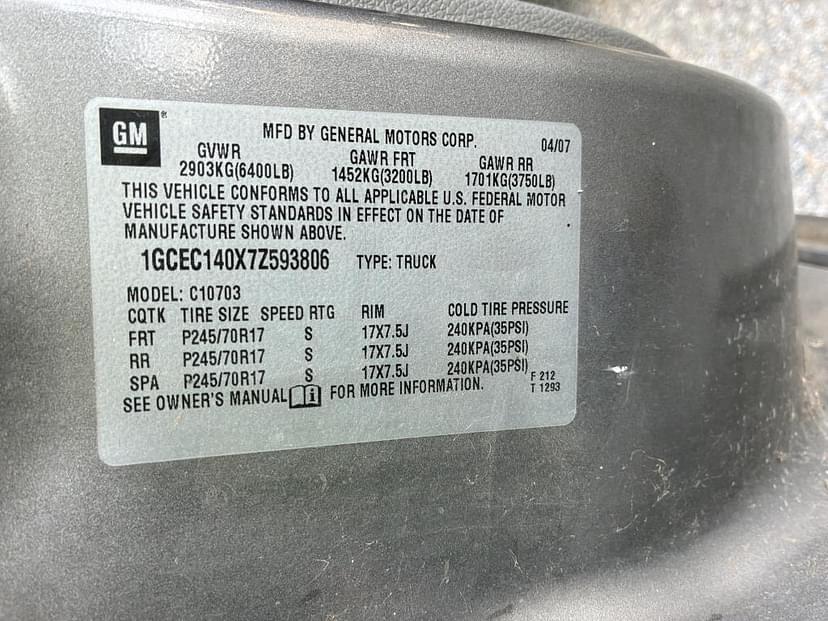 GM
MFD BY GENERAL MOTORS CORP. 04/07
GVWR GAWR FRT GAWR RR
2903KG(6400LB) 1452KG(3200LB) 1701KG(3750LB)
THIS VEHICLE CONFORMS TO ALL APPLICABLE U.S. FEDERAL MOTOR
VEHICLE SAFETY STANDARDS IN EFFECT ON THE DATE OF
MANUFACTURE SHOWN ABOVE.
1GCEC140X7Z593806 TYPE: TRUCK
MODEL: C10703
CQTK TIRE SIZE SPEED RTG RIM COLD TIRE PRESSURE
FRT P245/70R17 S 17X7.5J 240KPA(35PSI)
RR P245/70R17 S 17X7.5J 240KPA(35PSI)
SPA P245/70R17 S 17X7.5J 240KPA(35PSI)
SEE OWNER'S MANUAL i FOR MORE INFORMATION.
F 212
T 1293